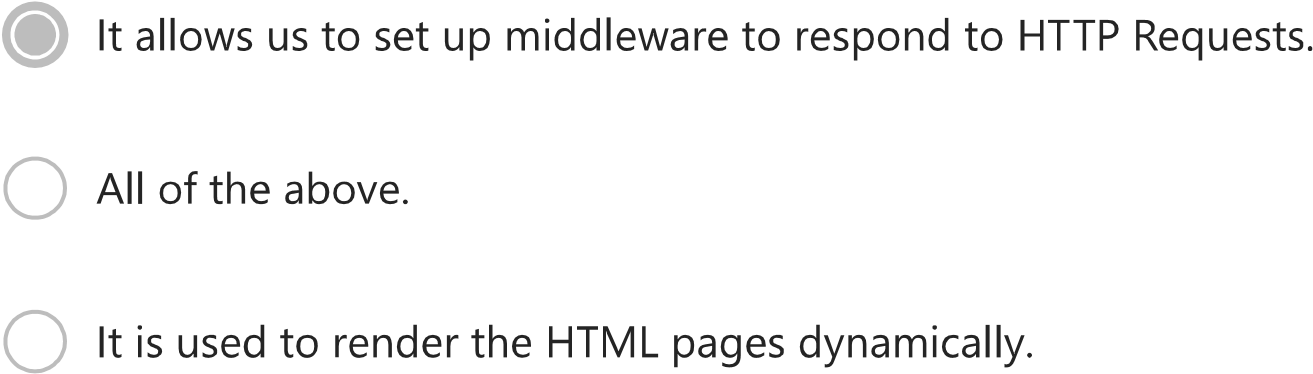 It allows us to set up middleware to respond to HTTP Requests.
All of the above.
It is used to render the HTML pages dynamically.